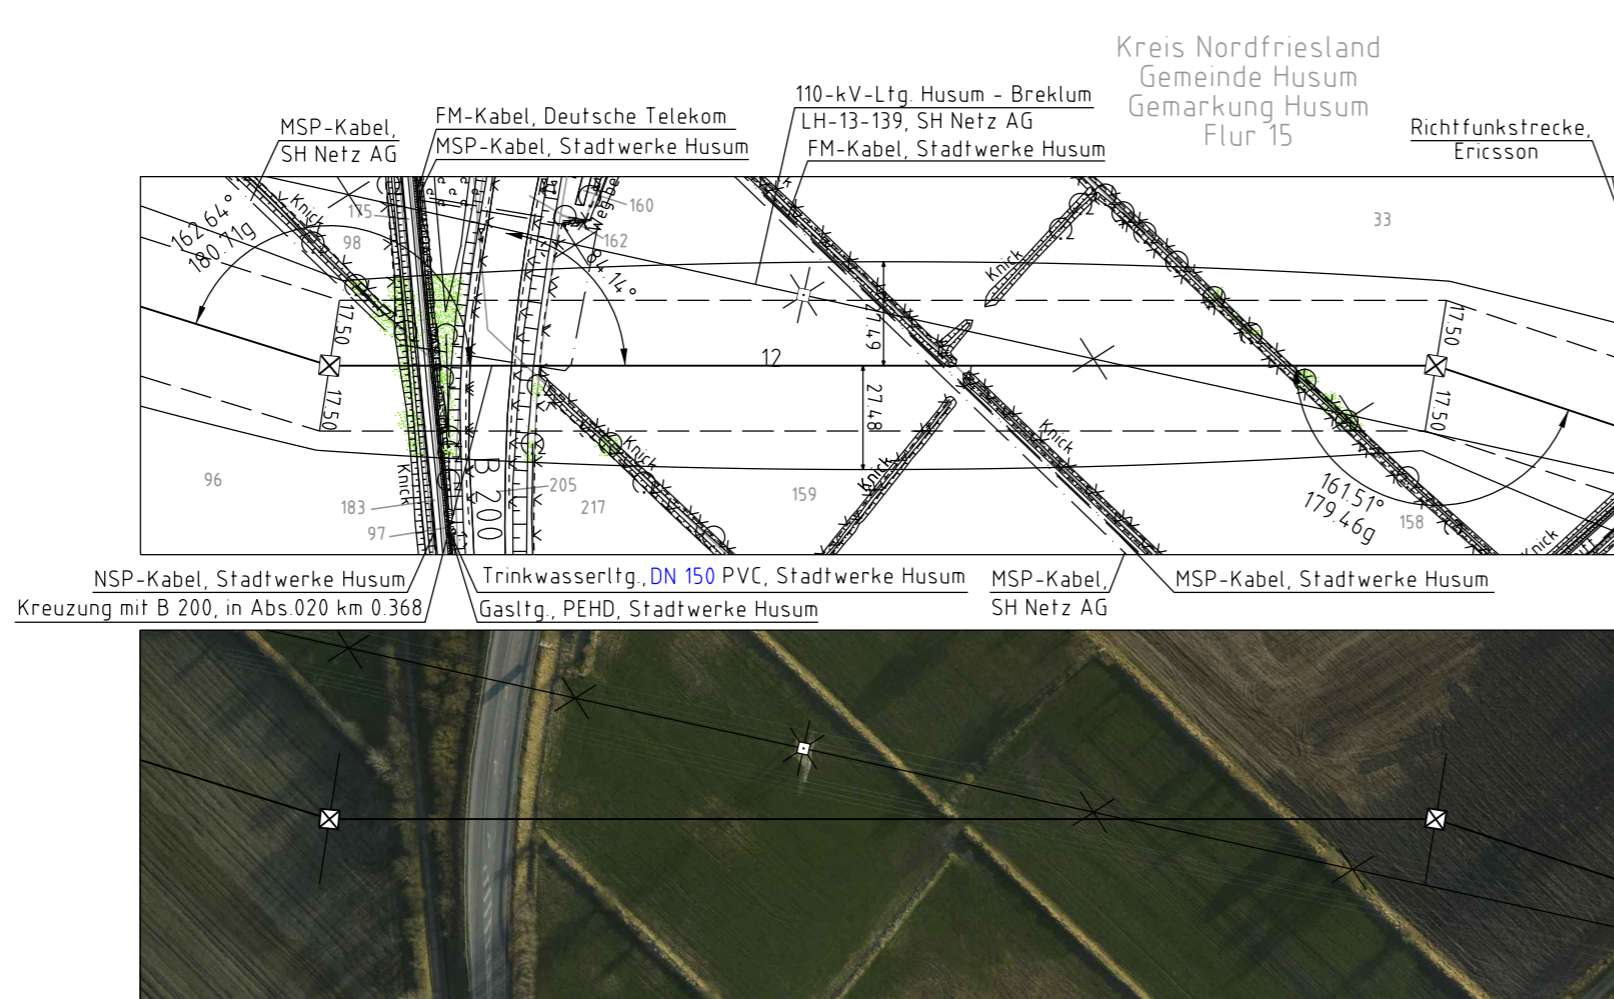 Kreis Nordfriesland
Gemeinde Husum
Gemarkung Husum
Flur 15
110-kV-Ltg. Husum - Breklum
LH-13-139, SH Netz AG
FM-Kabel, Stadtwerke Husum
FM-Kabel, Deutsche Telekom
MSP-Kabel, Stadtwerke Husum
MSP-Kabel,
SH Netz AG
Richtfunkstrecke,
Ericsson
162.64°
180.71g
Knick
175
98
160
162
33
Knick
84.14°
17.50
17.50
27.49
12
27.48
17.50
17.50
Knick
Knick
Knick
Knick
96
183
97
B 200
205
217
159
161.51°
179.46g
158
Knick
NSP-Kabel, Stadtwerke Husum
Kreuzung mit B 200, in Abs.020 km 0.368
Trinkwasserltg., DN 150 PVC, Stadtwerke Husum
Gasltg., PEHD, Stadtwerke Husum
MSP-Kabel,
SH Netz AG
MSP-Kabel, Stadtwerke Husum